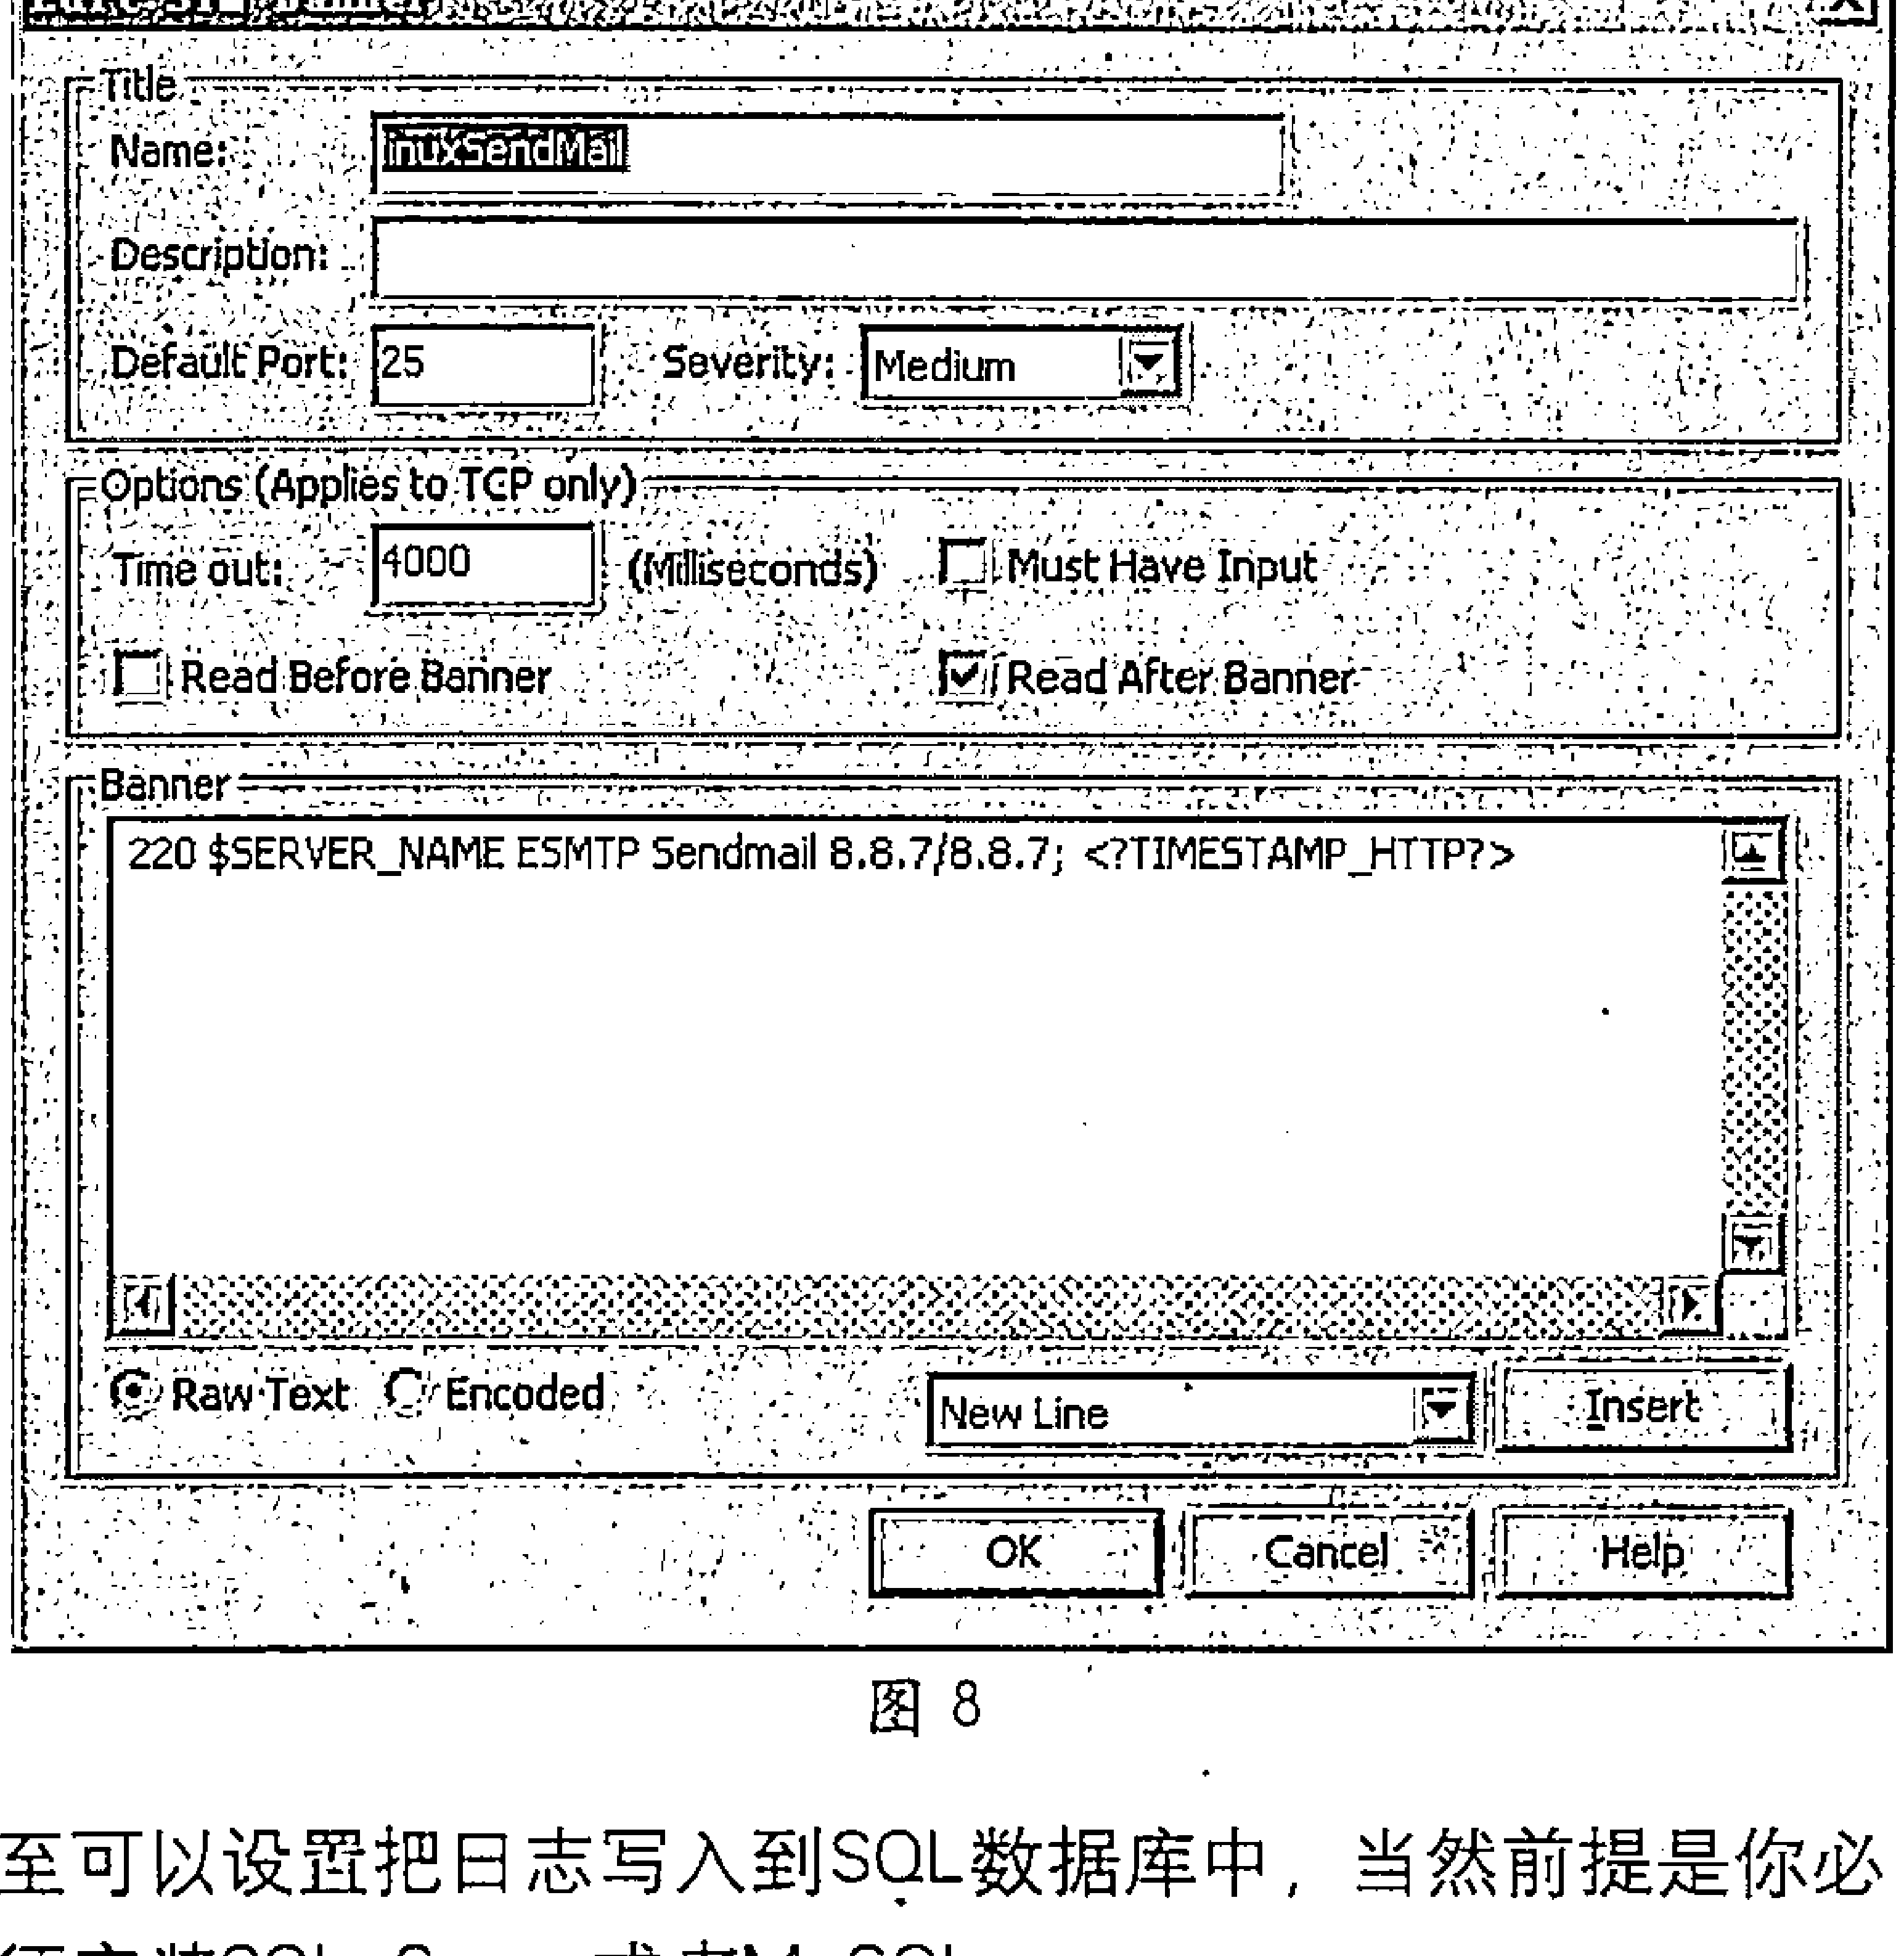 Title
Name: inuxSendMail
Description:
Default Port: 25 Severity: Medium
Options (Applies to TCP only)
Time out: 4000 (Milliseconds) Must Have Input
Read Before Banner Read After Banner
Banner
220 $SERVER_NAME ESMTP Sendmail 8.8.7/8.8.7; <?TIMESTAMP_HTTP?>
Raw Text Encoded New Line Insert
OK Cancel Help
图 8
至可以设置把日志写入到SQL数据库中，当然前提是你必